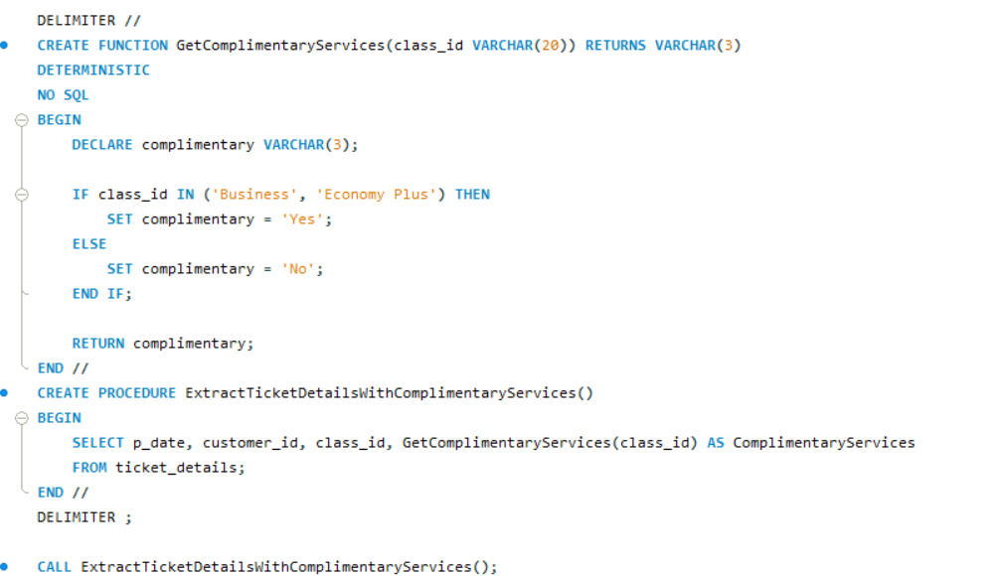 DELIMITER //
CREATE FUNCTION GetComplimentaryServices(class_id VARCHAR(20)) RETURNS VARCHAR(3)
DETERMINISTIC
NO SQL
BEGIN
DECLARE complimentary VARCHAR(3);
IF class_id IN ('Business', 'Economy Plus') THEN
SET complimentary = 'Yes';
ELSE
SET complimentary = 'No';
END IF;
RETURN complimentary;
END //
CREATE PROCEDURE ExtractTicketDetailsWithComplimentaryServices()
BEGIN
SELECT p_date, customer_id, class_id, GetComplimentaryServices(class_id) AS ComplimentaryServices
FROM ticket_details;
END //
DELIMITER ;
CALL ExtractTicketDetailsWithComplimentaryServices();